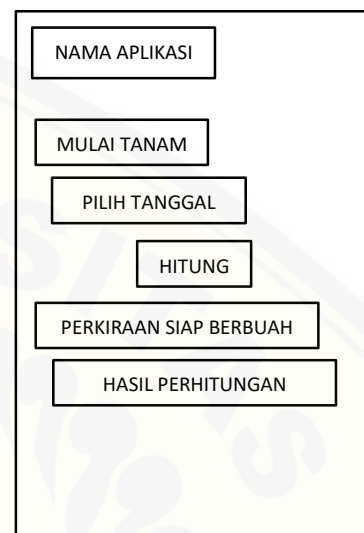 NAMA APLIKASI
MULAI TANAM
PILIH TANGGAL
HITUNG
PERKIRAAN SIAP BERBUAH
HASIL PERHITUNGAN